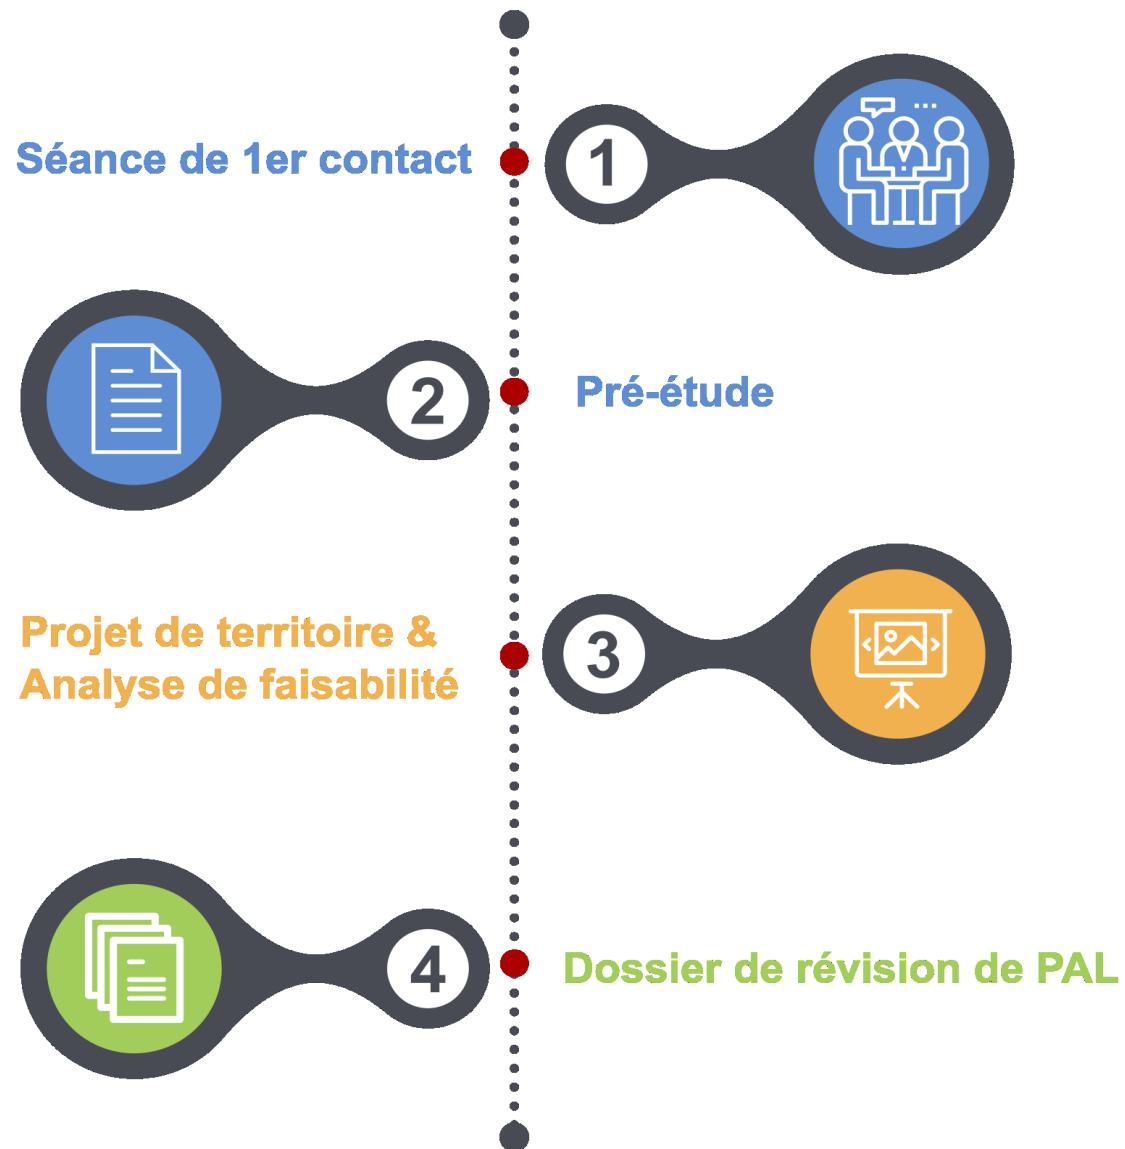 Séance de 1er contact
1
2
Pré-étude
Projet de territoire &
Analyse de faisabilité
3
4
Dossier de révision de PAL